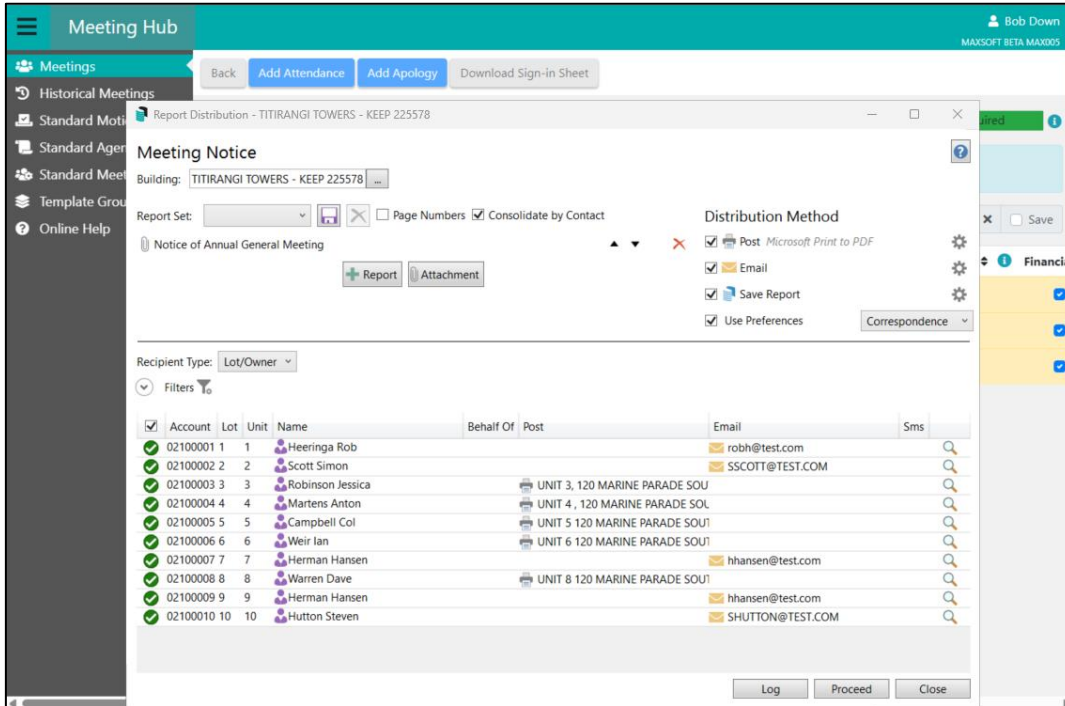 Meeting Hub
Bob Down
MAXSOFT BETA MAX005
Meetings
Historical Meetings
Standard Moti
Standard Agen
Standard Meet
Template Grou
Online Help
Back Add Attendance Add Apology Download Sign-in Sheet
uired
Save
Financi
Report Distribution - TITIRANGI TOWERS - KEEP 225578
Meeting Notice
Building: TITIRANGI TOWERS - KEEP 225578 ...
Report Set: Page Numbers Consolidate by Contact
Notice of Annual General Meeting
Report Attachment
Distribution Method
Post Microsoft Print to PDF
Email
Save Report
Use Preferences Correspondence
Recipient Type: Lot/Owner
Filters
Account Lot Unit Name Behalf Of Post Email Sms
02100001 1 1 Heeringa Rob robh@test.com
02100002 2 2 Scott Simon SSCOTT@TEST.COM
02100003 3 3 Robinson Jessica UNIT 3, 120 MARINE PARADE SOU
02100004 4 4 Martens Anton UNIT 4 , 120 MARINE PARADE SOU
02100005 5 5 Campbell Col UNIT 5 120 MARINE PARADE SOUT
02100006 6 6 Weir Ian UNIT 6 120 MARINE PARADE SOUT
02100007 7 7 Herman Hansen hhansen@test.com
02100008 8 8 Warren Dave UNIT 8 120 MARINE PARADE SOUT
02100009 9 9 Herman Hansen hhansen@test.com
02100010 10 10 Hutton Steven SHUTTON@TEST.COM
Log Proceed Close